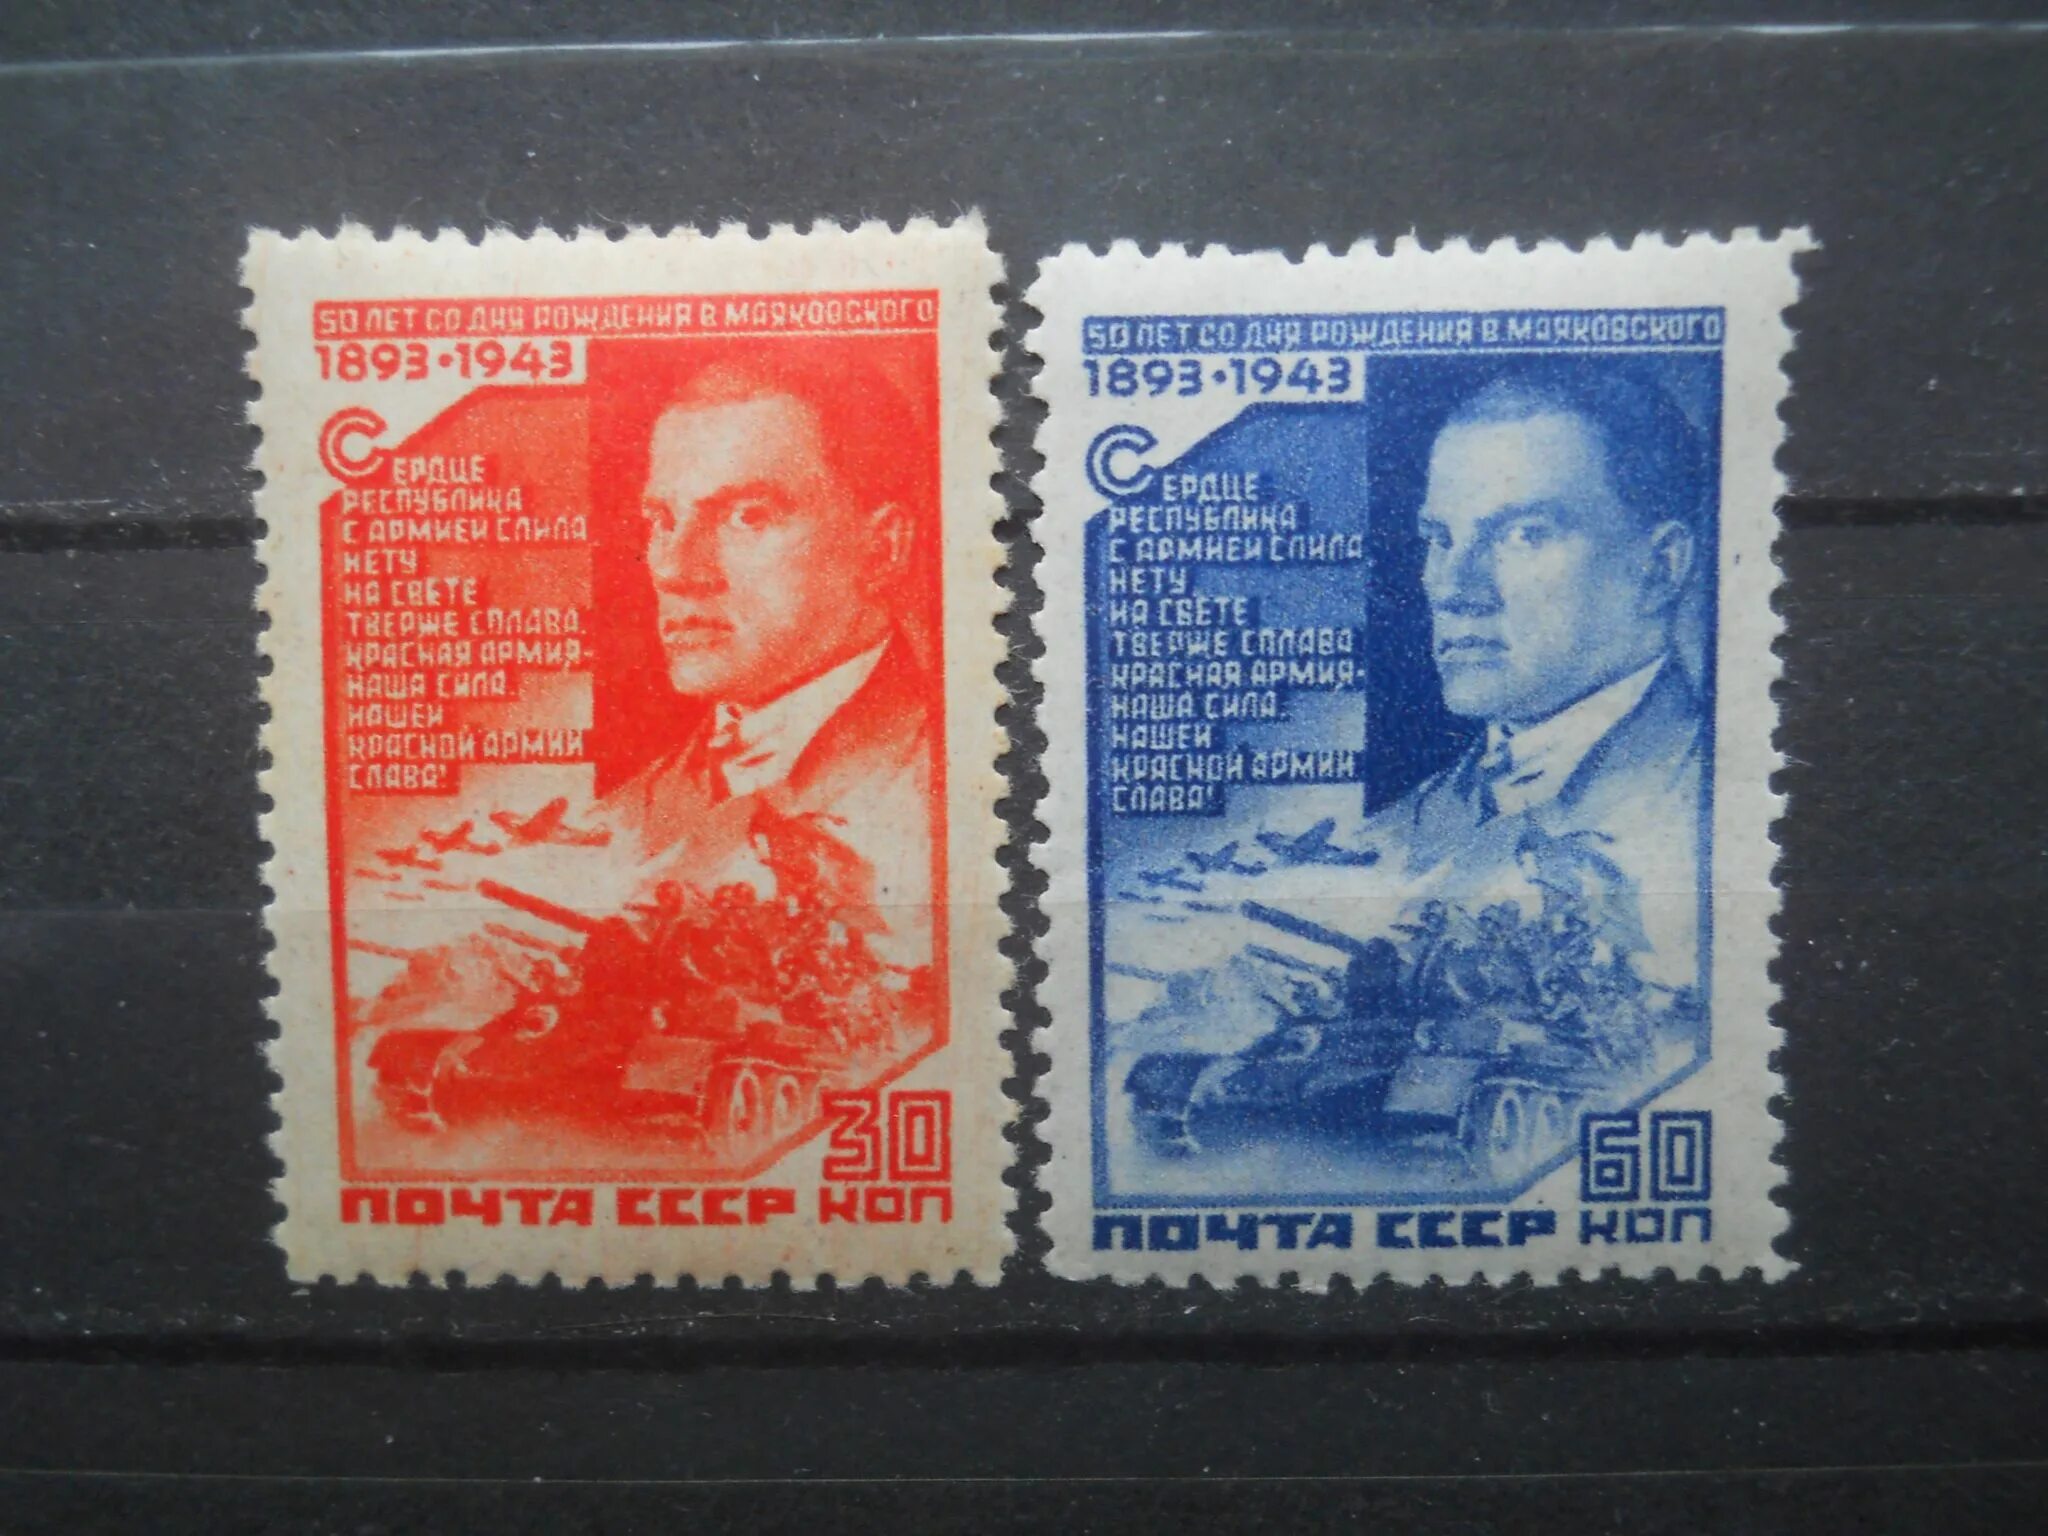 50 ЛЕТ СО ДНЯ РОЖДЕНИЯ В. МАЯКОВСКОГО
1893·1943
СЕРДЦЕ
РЕСПУБЛИКА
С АРМИЕЙ СЛИЛА
НЕТУ
НА СВЕТЕ
ТВЕРЖЕ СПЛАВА.
КРАСНАЯ АРМИЯ-
НАША СИЛА.
НАШЕЙ
КРАСНОЙ АРМИИ
СЛАВА!
30
ПОЧТА СССР КОП
50 ЛЕТ СО ДНЯ РОЖДЕНИЯ В. МАЯКОВСКОГО
1893·1943
СЕРДЦЕ
РЕСПУБЛИКА
С АРМИЕЙ СЛИЛА
НЕТУ
НА СВЕТЕ
ТВЕРЖЕ СПЛАВА
КРАСНАЯ АРМИЯ-
НАША СИЛА.
НАШЕЙ
КРАСНОЙ АРМИИ
СЛАВА!
60
ПОЧТА СССР КОП